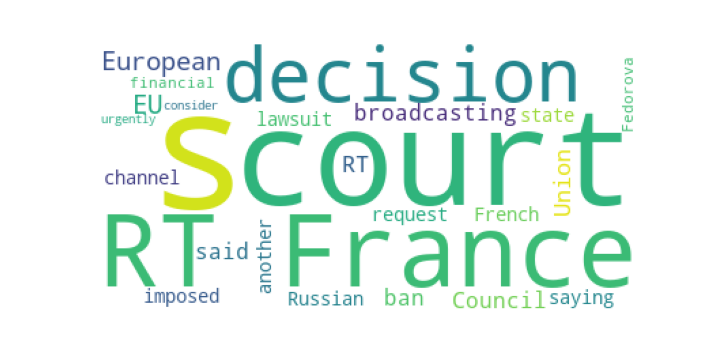 European
decision
Fedorova
financial
EU
consider
urgently
lawsuit
broadcasting
state
s
court
RT
channel
Union
RT France
request
French
said
another
imposed
Russian
ban
Council
saying